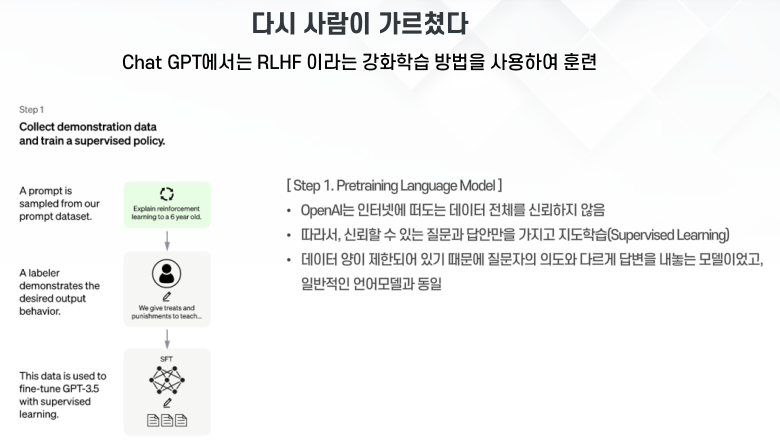 다시 사람이 가르쳤다
Chat GPT에서는 RLHF 이라는 강화학습 방법을 사용하여 훈련
Step 1
Collect demonstration data
and train a supervised policy.
A prompt is
sampled from our
prompt dataset.
Explain reinforcement
learning to a 6 year old.
A labeler
demonstrates the
desired output
behavior.
We give treats and
punishments to teach...
This data is used to
fine-tune GPT-3.5
with supervised
learning.
SFT
[ Step 1. Pretraining Language Model ]
• OpenAI는 인터넷에 떠도는 데이터 전체를 신뢰하지 않음
• 따라서, 신뢰할 수 있는 질문과 답안만을 가지고 지도학습(Supervised Learning)
• 데이터 양이 제한되어 있기 때문에 질문자의 의도와 다르게 답변을 내놓는 모델이었고,
일반적인 언어모델과 동일